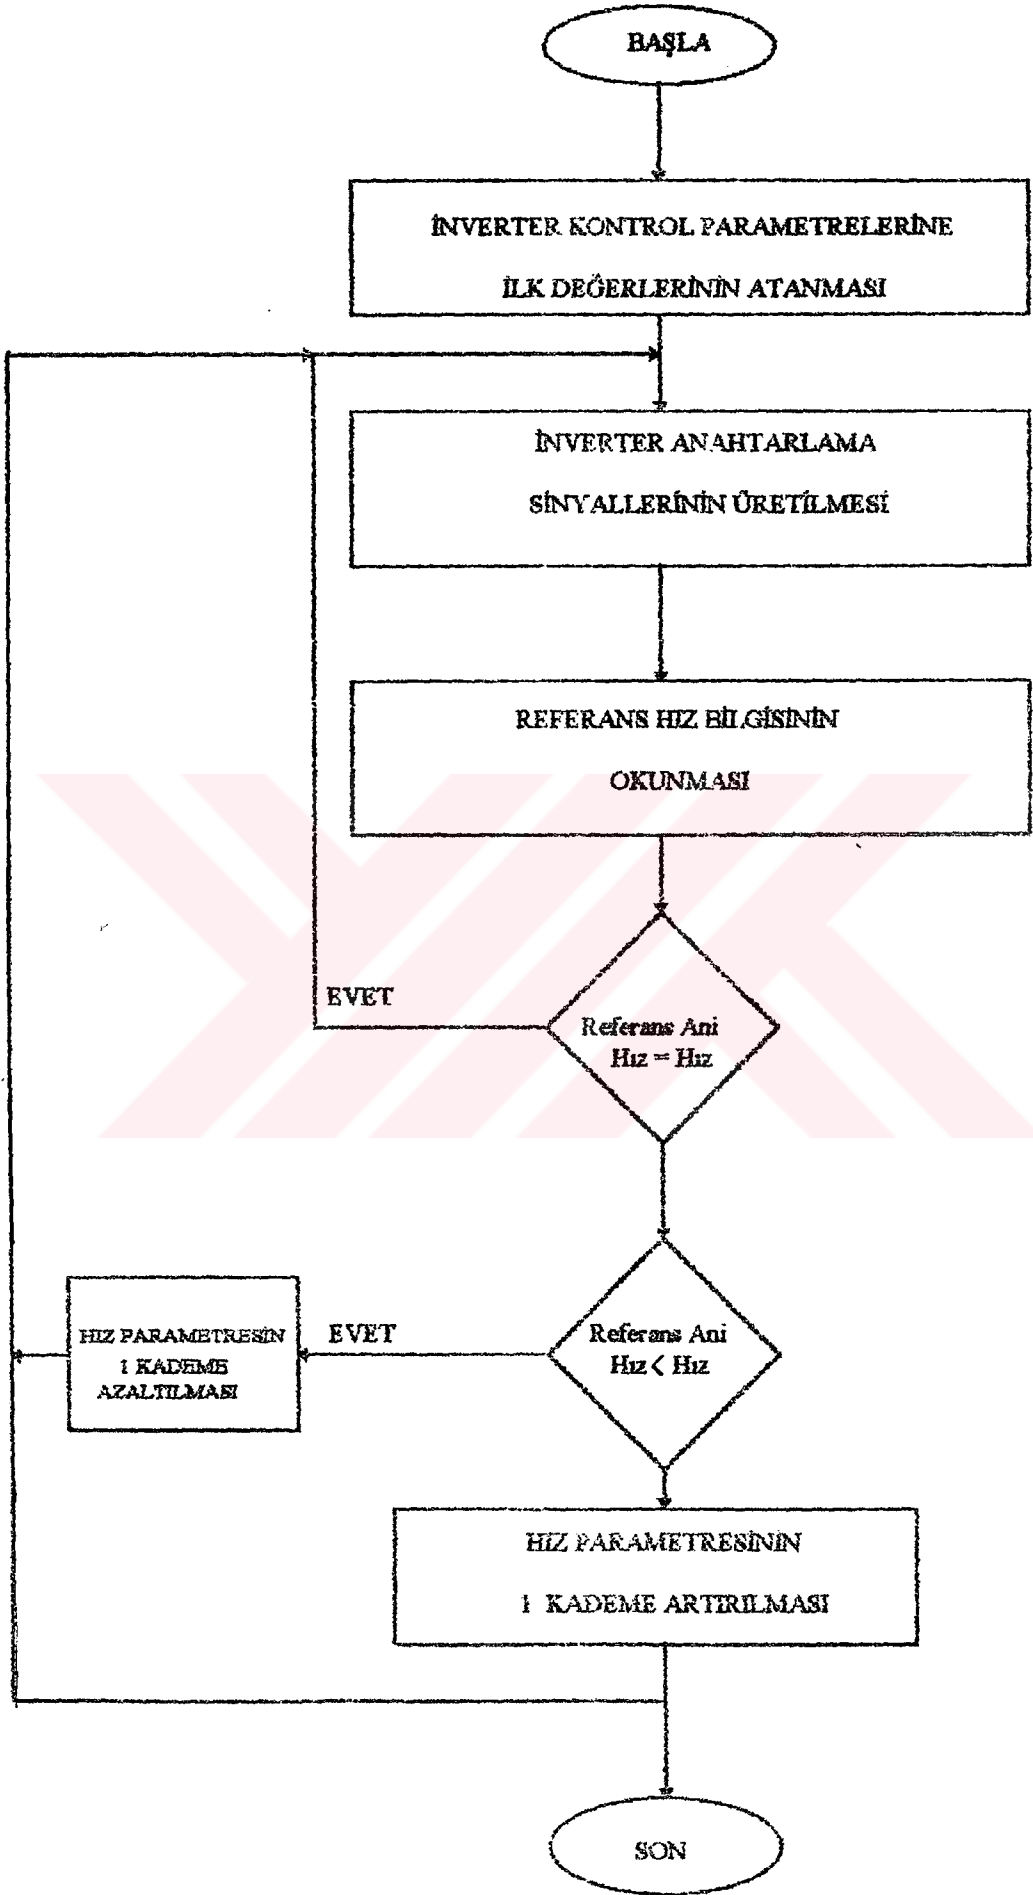 BAŞLA
İNVERTER KONTROL PARAMETRELERİNE
İLK DEĞERLERİNİN ATANMASI
İNVERTER ANAHTARLAMA
SİNYALLERİNİN ÜRETİLMESİ
REFERANS HIZ BİLGİSİNİN
OKUNMASI
EVET
Referans Ani
Hız = Hız
HIZ PARAMETRESİN
1 KADEME
AZALTILMASI
EVET
Referans Ani
Hız < Hız
HIZ PARAMETRESİNİN
1 KADEME ARTIRILMASI
SON